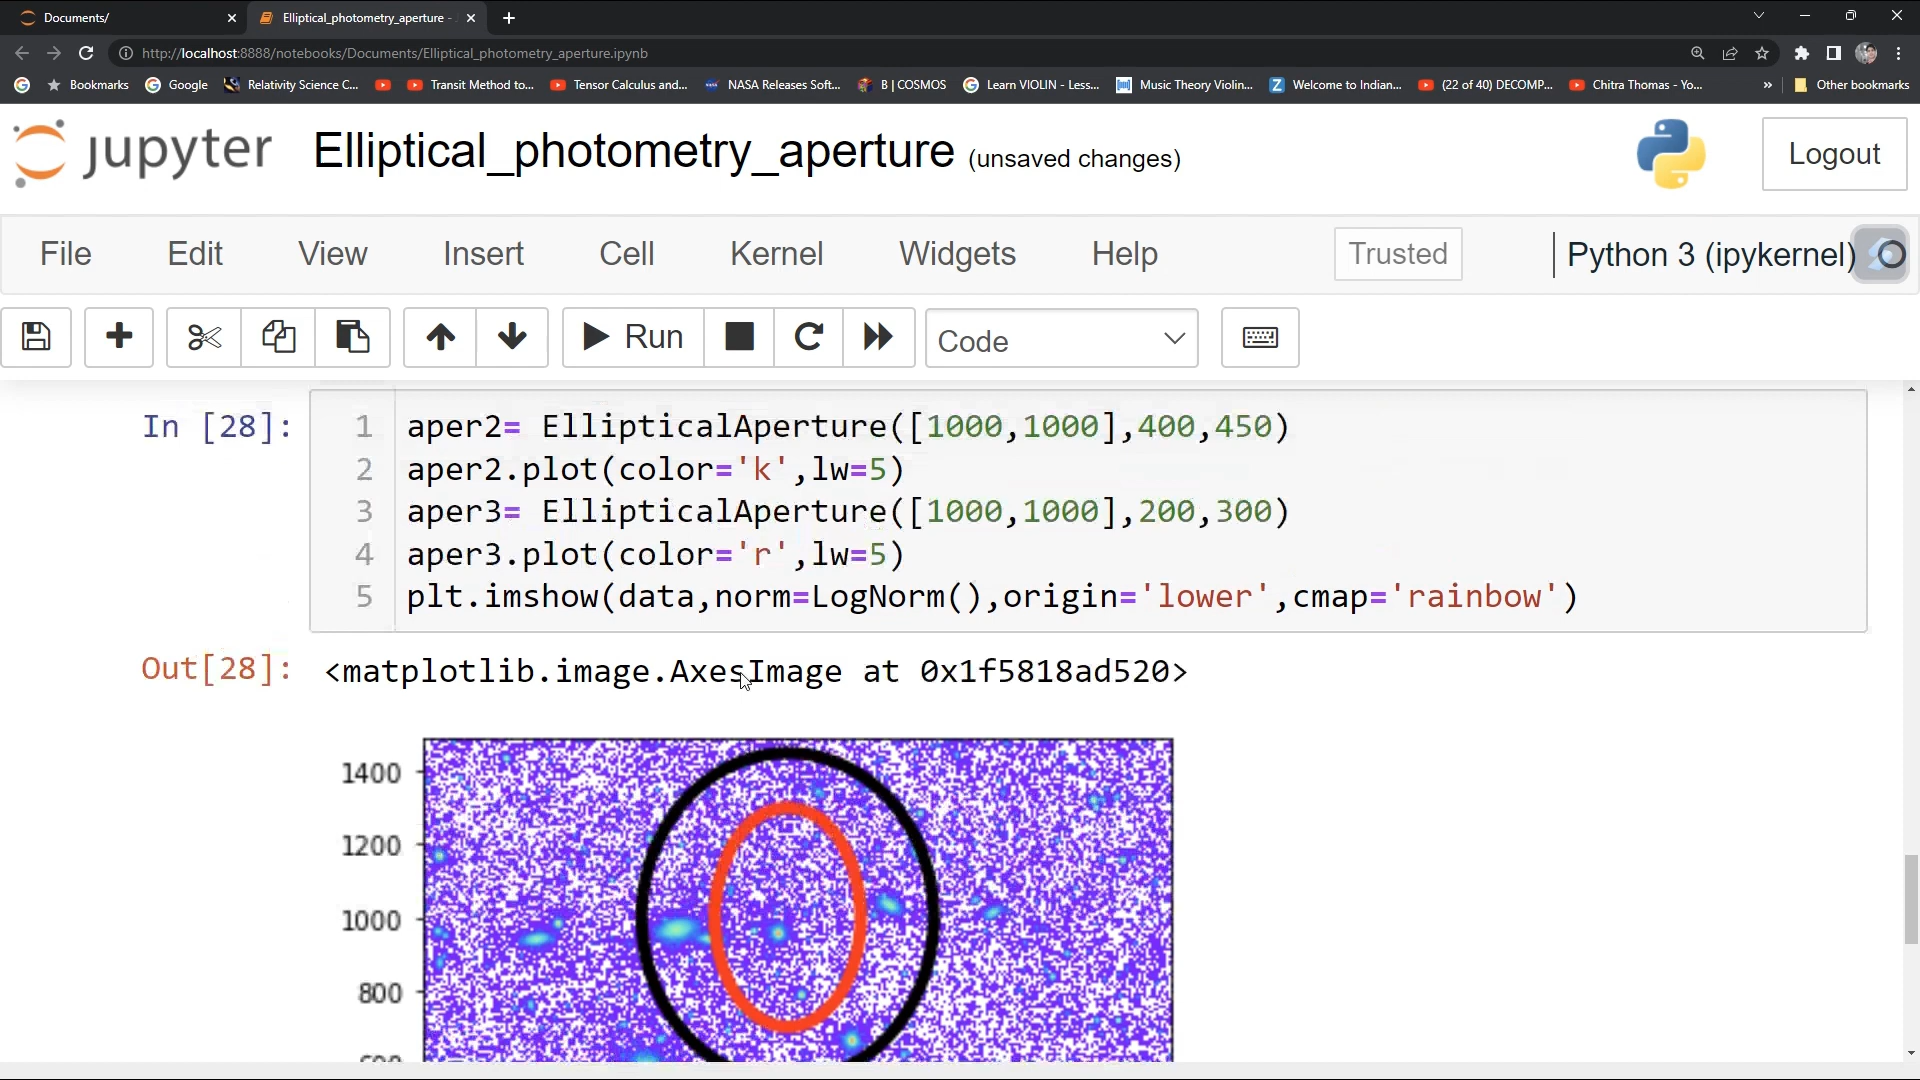 Documents/
Elliptical_photometry_aperture -
http://localhost:8888/notebooks/Documents/Elliptical_photometry_aperture.ipynb
Bookmarks Google Relativity Science C... Transit Method to... Tensor Calculus and... NASA Releases Soft... B | COSMOS Learn VIOLIN - Less... Music Theory Violin... Welcome to Indian... (22 of 40) DECOMP... Chitra Thomas - Yo... » Other bookmarks
jupyter Elliptical_photometry_aperture (unsaved changes) Logout
File Edit View Insert Cell Kernel Widgets Help Trusted Python 3 (ipykernel)
Run Code
In [28]: 1 aper2= EllipticalAperture([1000,1000],400,450)
2 aper2.plot(color='k',lw=5)
3 aper3= EllipticalAperture([1000,1000],200,300)
4 aper3.plot(color='r',lw=5)
5 plt.imshow(data,norm=LogNorm(),origin='lower',cmap='rainbow')
Out[28]: <matplotlib.image.AxesImage at 0x1f5818ad520>
1400
1200
1000
800